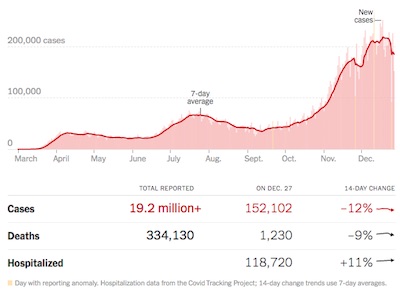 New
cases
200,000 cases
100,000
7-day
average
0
March April May June July Aug. Sept. Oct. Nov. Dec.
TOTAL REPORTED ON DEC. 27 14-DAY CHANGE
Cases 19.2 million+ 152,102 –12%
Deaths 334,130 1,230 –9%
Hospitalized 118,720 +11%
Day with reporting anomaly. Hospitalization data from the Covid Tracking Project; 14-day change trends use 7-day averages.